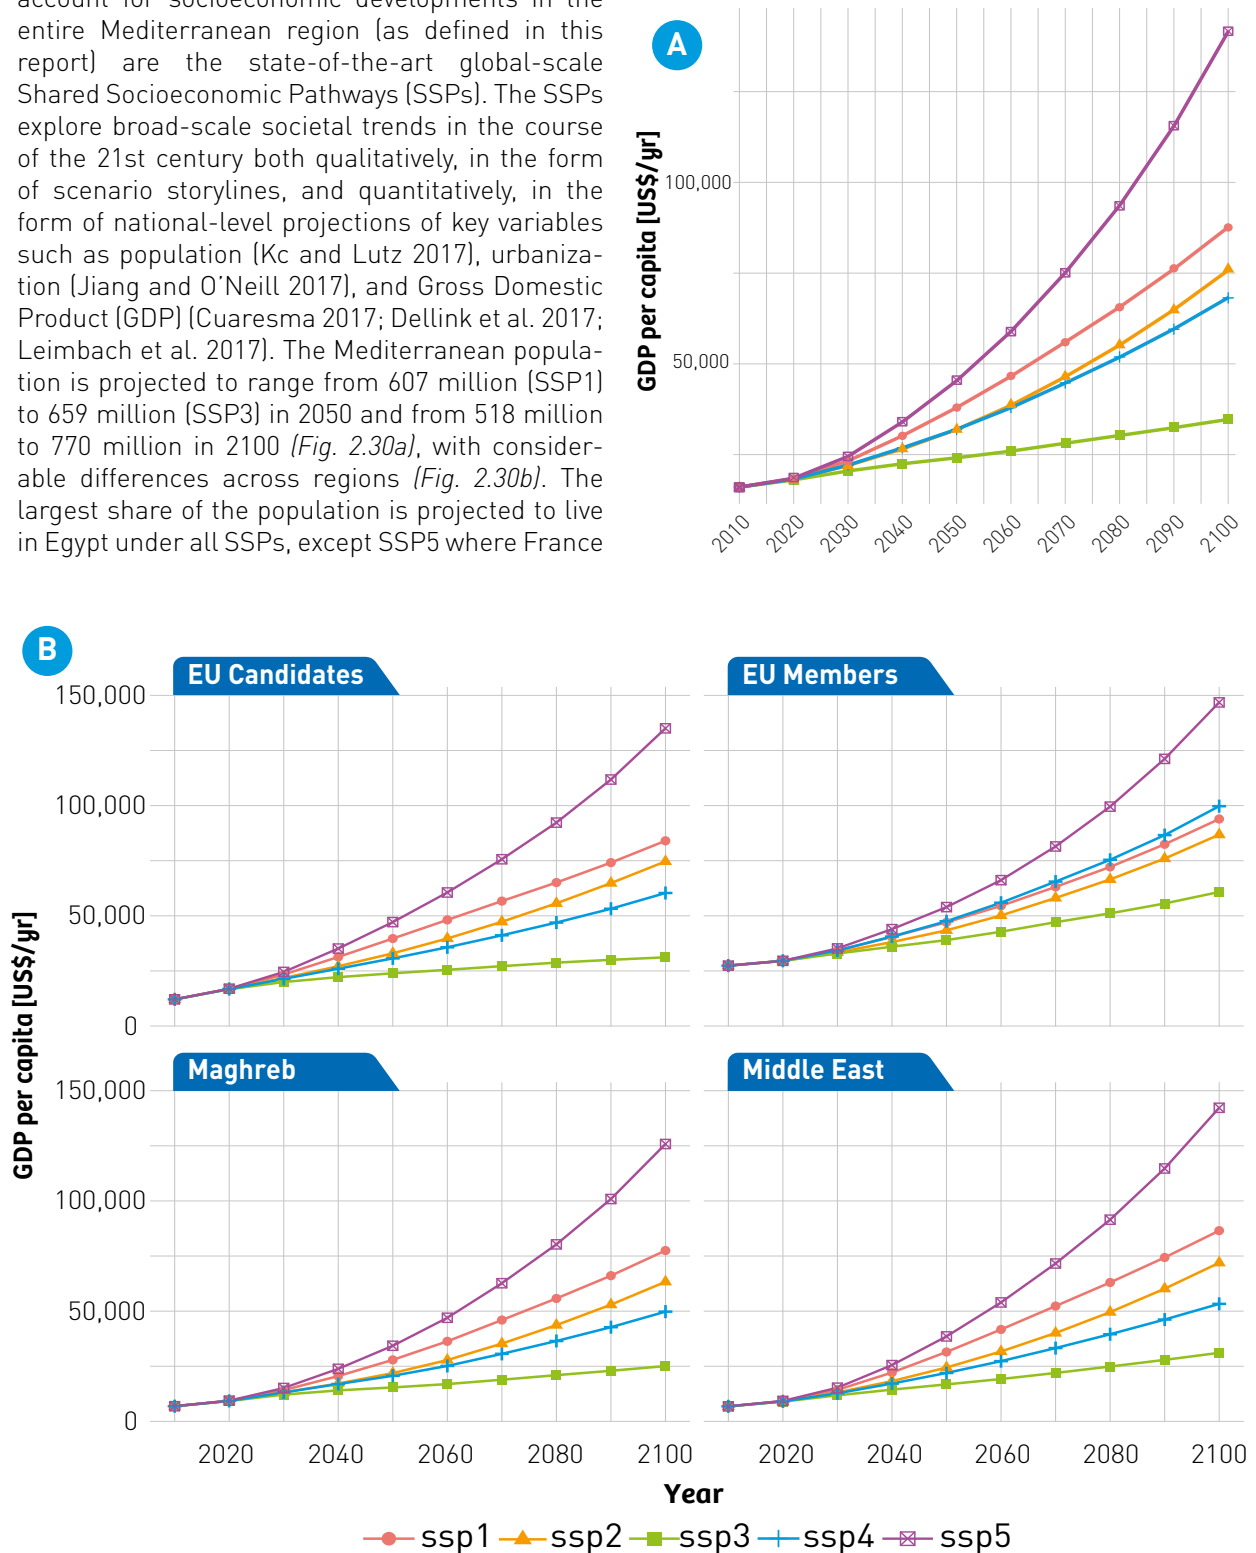 account for socioeconomic developments in the
entire Mediterranean region (as defined in this
report) are the state-of-the-art global-scale
Shared Socioeconomic Pathways (SSPs). The SSPs
explore broad-scale societal trends in the course
of the 21st century both qualitatively, in the form
of scenario storylines, and quantitatively, in the
form of national-level projections of key variables
such as population (Kc and Lutz 2017), urbaniza-
tion (Jiang and O'Neill 2017), and Gross Domestic
Product (GDP) (Cuaresma 2017; Dellink et al. 2017;
Leimbach et al. 2017). The Mediterranean popula-
tion is projected to range from 607 million (SSP1)
to 659 million (SSP3) in 2050 and from 518 million
to 770 million in 2100 (Fig. 2.30a), with consider-
able differences across regions (Fig. 2.30b). The
largest share of the population is projected to live
in Egypt under all SSPs, except SSP5 where France
A
GDP per capita [US$/yr]
100,000
50,000
2010 2020 2030 2040 2050 2060 2070 2080 2090 2100
B
GDP per capita [US$/yr]
EU Candidates
EU Members
150,000
100,000
50,000
0
Maghreb
Middle East
150,000
100,000
50,000
0
2020 2040 2060 2080 2100
2020 2040 2060 2080 2100
Year
ssp1 ssp2 ssp3 ssp4 ssp5